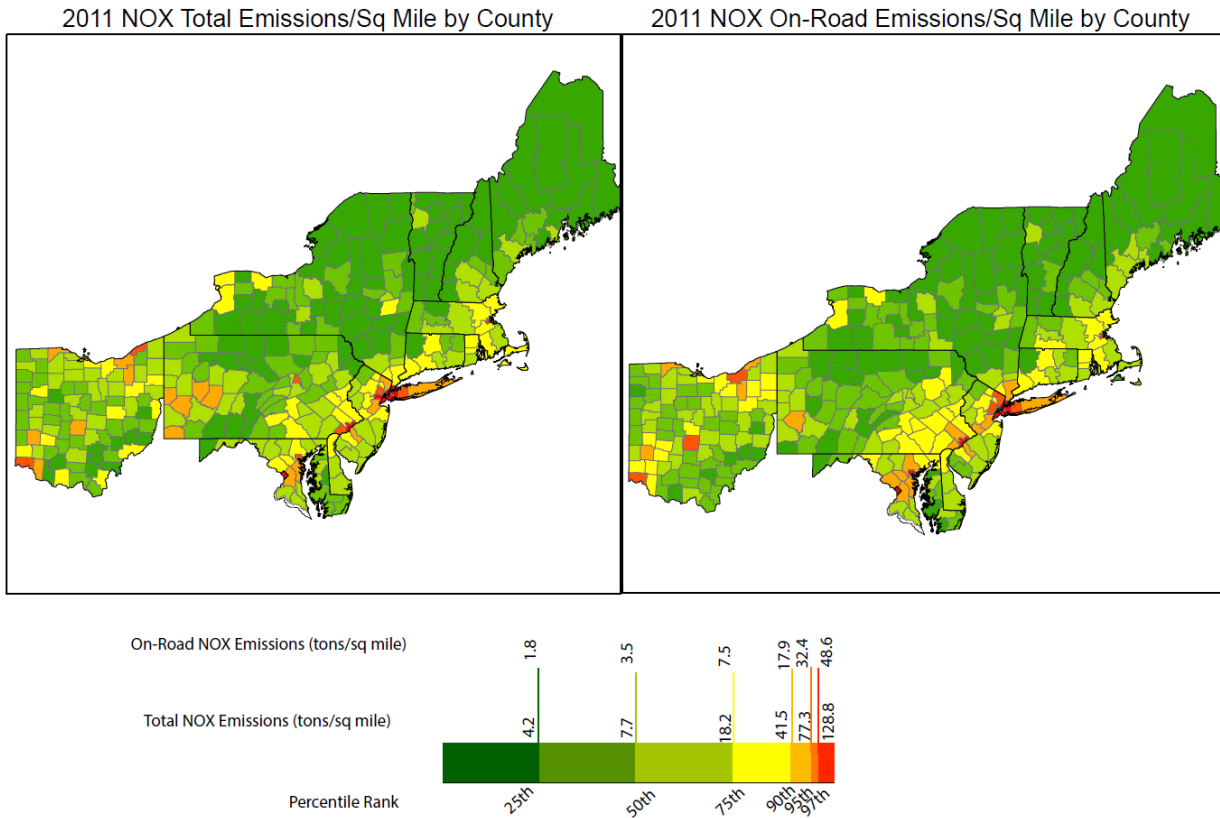 2011 NOX Total Emissions/Sq Mile by County
2011 NOX On-Road Emissions/Sq Mile by County
On-Road NOX Emissions (tons/sq mile)
1.8
3.5
7.5
17.9
32.4
48.6
Total NOX Emissions (tons/sq mile)
4.2
7.7
18.2
41.5
77.3
128.8
Percentile Rank
25th
50th
75th
90th
95th
97th